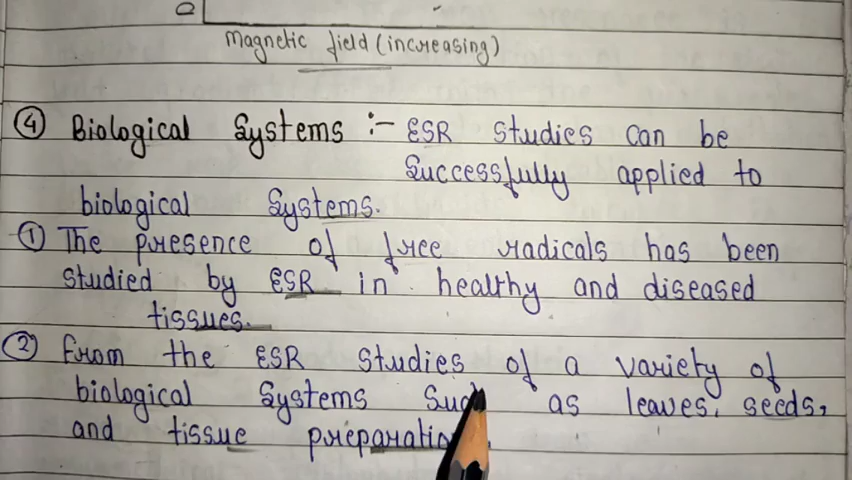 0
magnetic field (increasing)
④ Biological Systems :- ESR studies can be
Successfully applied to
biological Systems.
① The presence of free radicals has been
studied by ESR in healthy and diseased
tissues.
② From the ESR Studies of a variety of
biological Systems as leaves, seeds,
and tissue